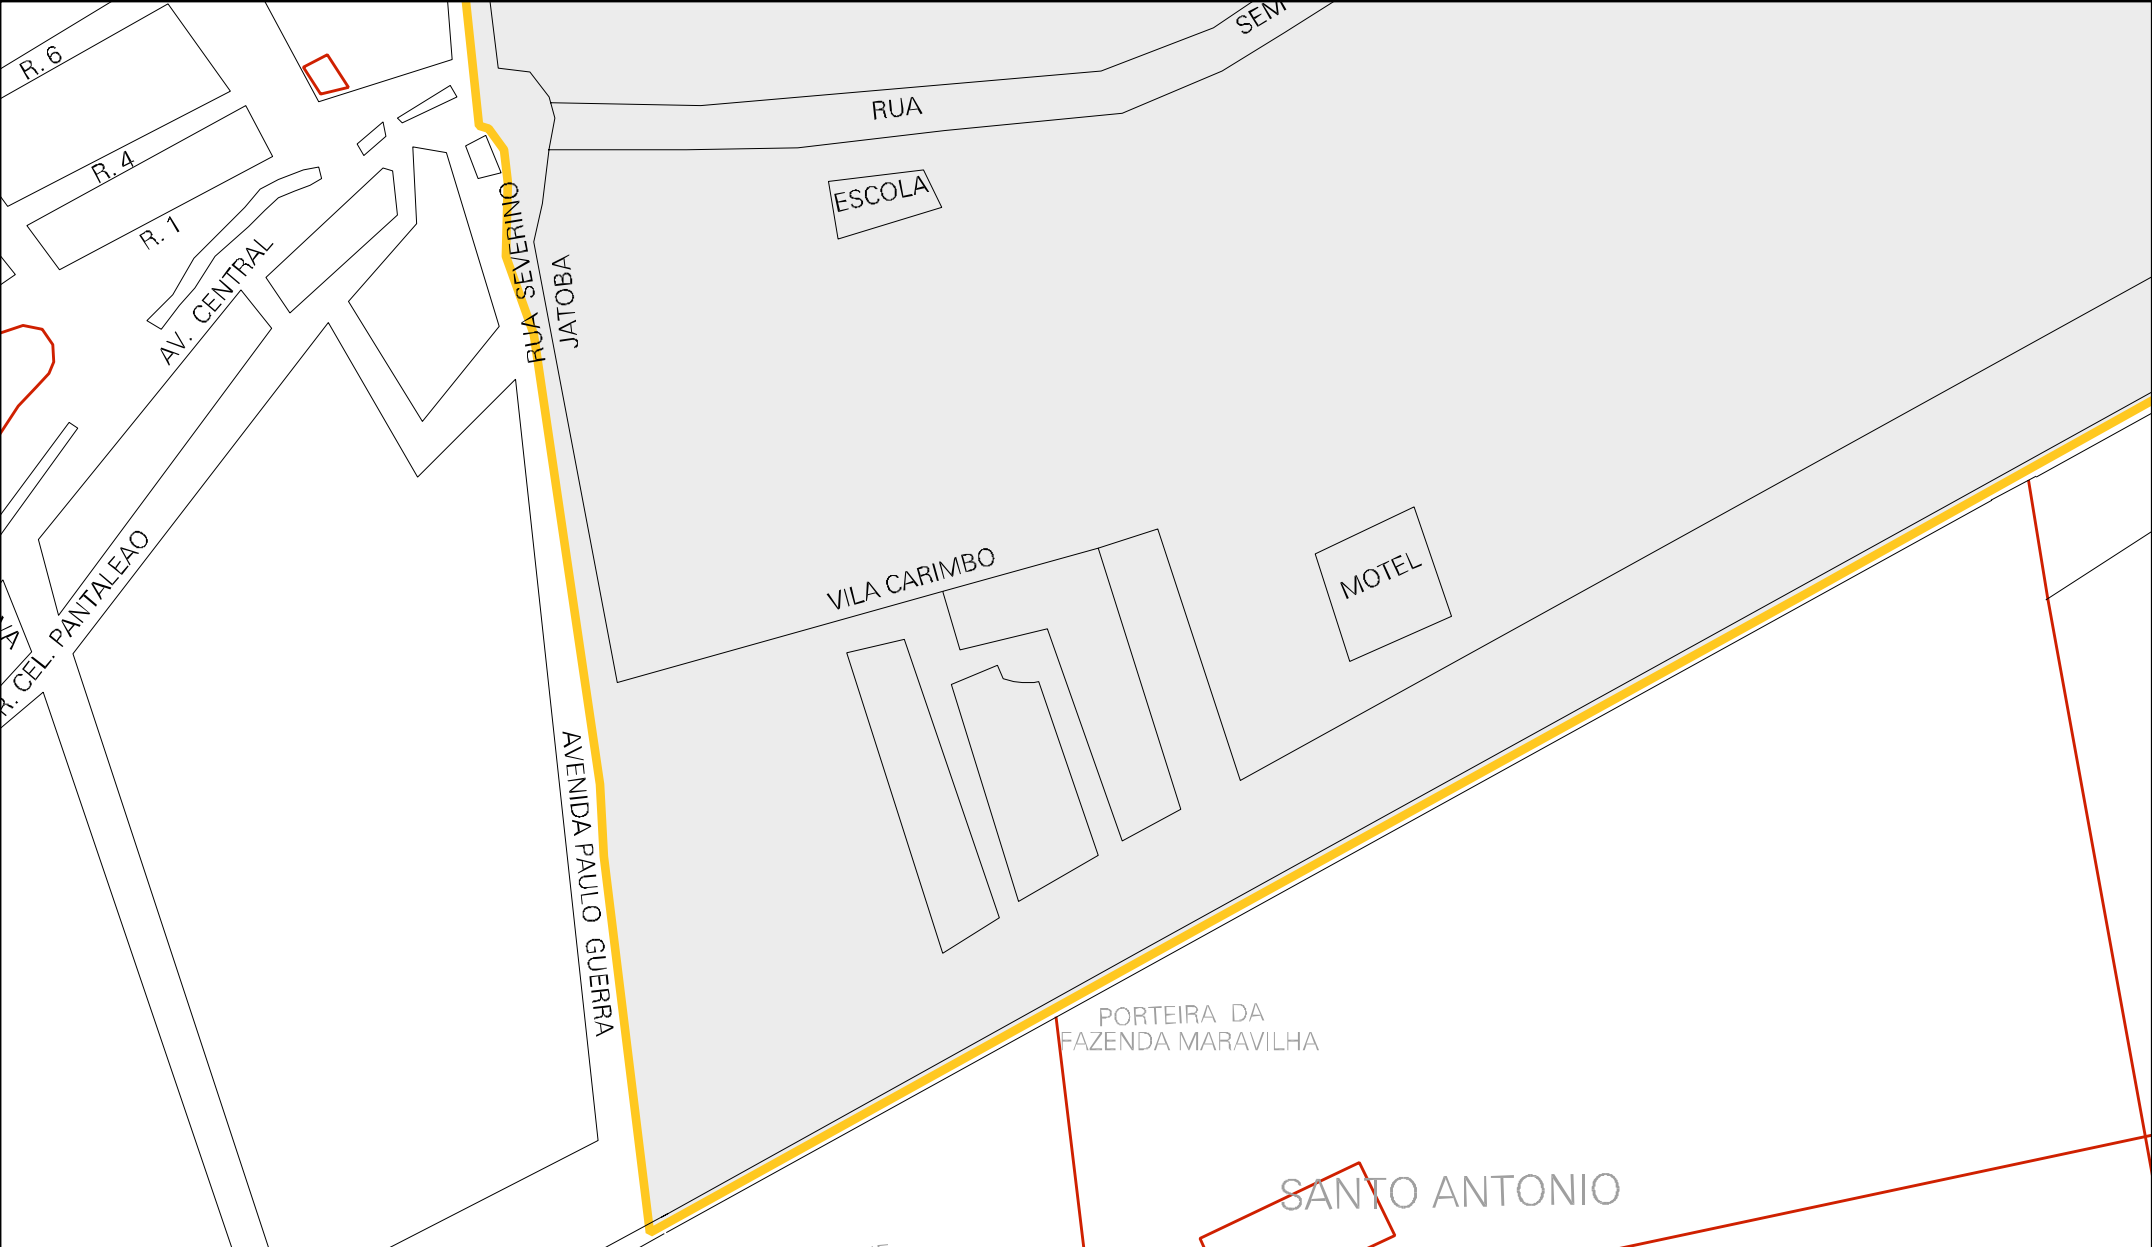 SEM
R. 6
RUA
R. 4
ESCOLA
R. 1
RUA SEVERINO
JATOBA
AV. CENTRAL
VILA CARIMBO
MOTEL
R. CEL. PANTALEAO
AVENIDA PAULO GUERRA
PORTEIRA DA
FAZENDA MARAVILHA
SANTO ANTONIO